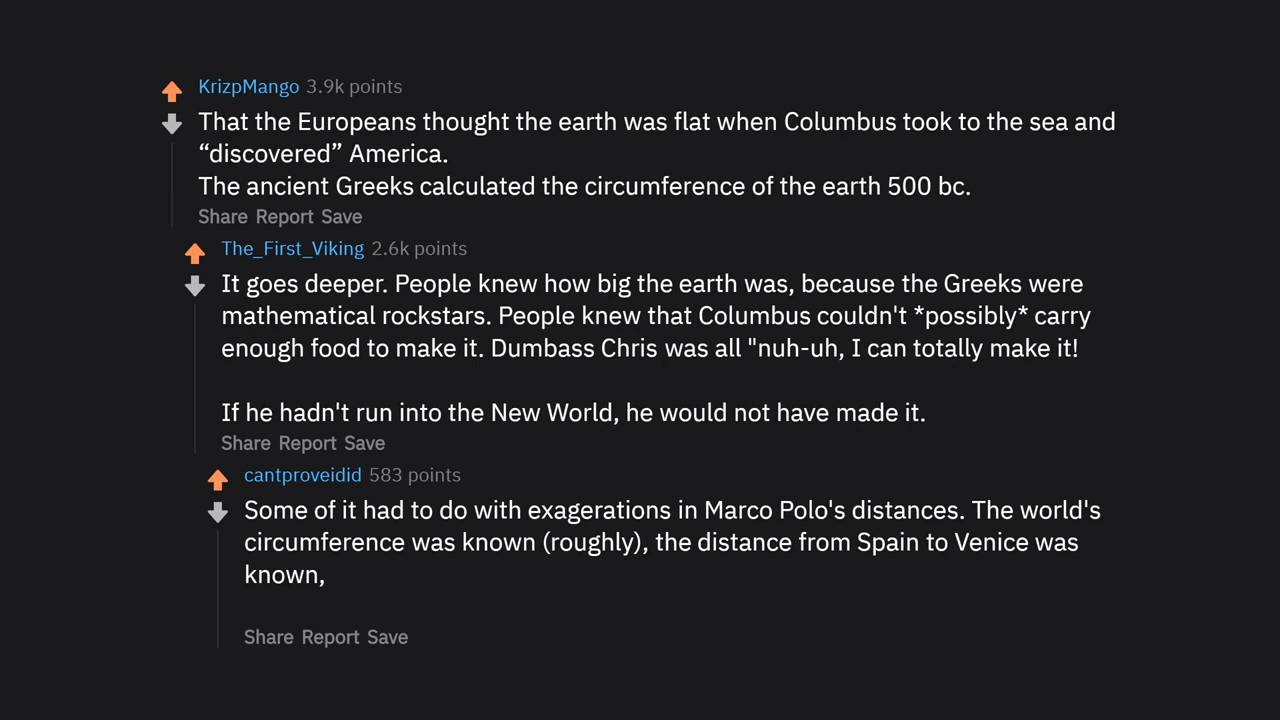 KrizpMango 3.9k points
That the Europeans thought the earth was flat when Columbus took to the sea and
“discovered” America.
The ancient Greeks calculated the circumference of the earth 500 bc.
Share Report Save
The_First_Viking 2.6k points
It goes deeper. People knew how big the earth was, because the Greeks were
mathematical rockstars. People knew that Columbus couldn't *possibly* carry
enough food to make it. Dumbass Chris was all "nuh-uh, I can totally make it!
If he hadn't run into the New World, he would not have made it.
Share Report Save
cantproveidid 583 points
Some of it had to do with exagerations in Marco Polo's distances. The world's
circumference was known (roughly), the distance from Spain to Venice was
known,
Share Report Save